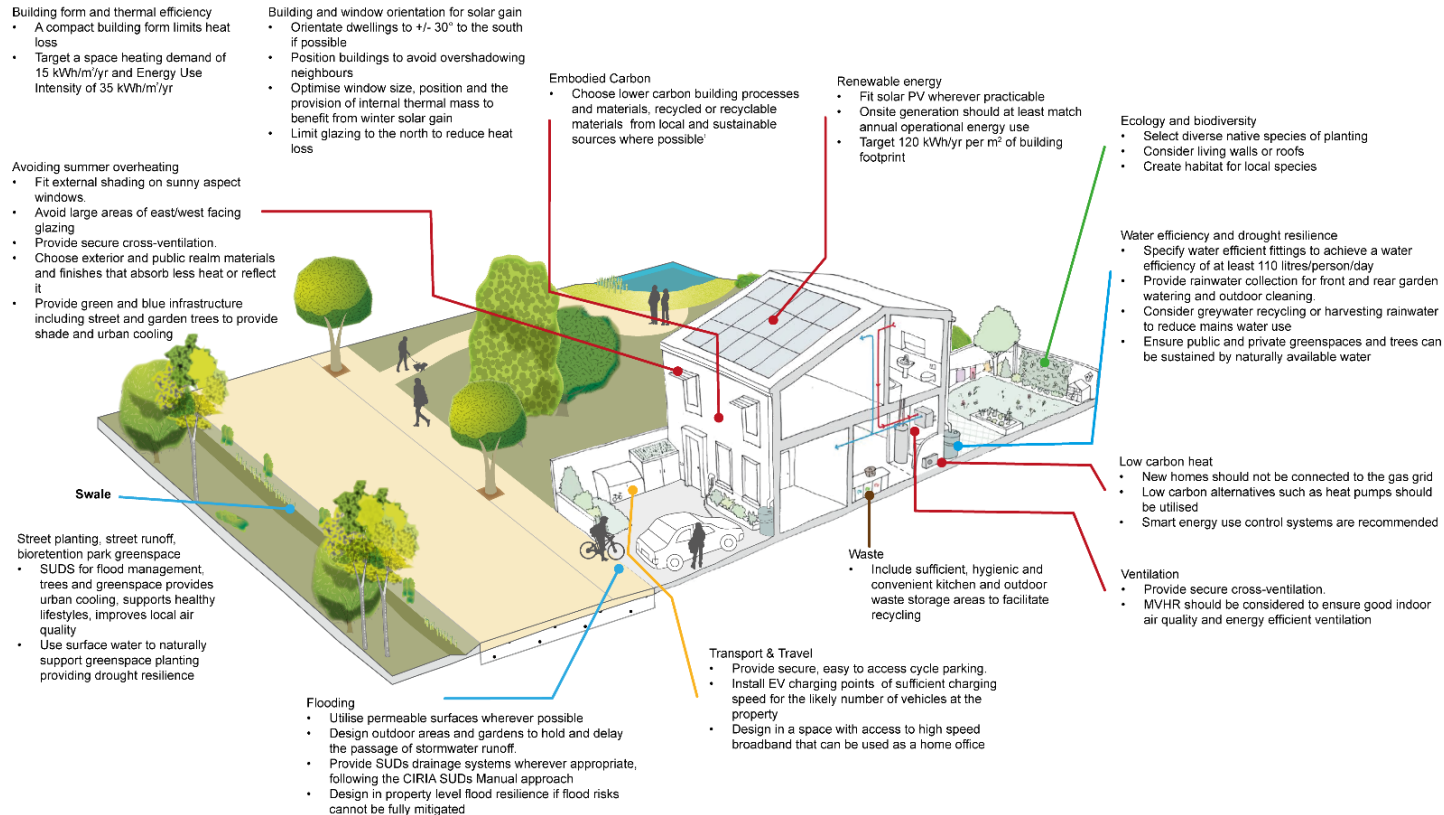 Building form and thermal efficiency
• A compact building form limits heat
loss
• Target a space heating demand of
15 kWh/m²/yr and Energy Use
Intensity of 35 kWh/m²/yr
Building and window orientation for solar gain
• Orientate dwellings to +/- 30° to the south
if possible
• Position buildings to avoid overshadowing
neighbours
• Optimise window size, position and the
provision of internal thermal mass to
benefit from winter solar gain
• Limit glazing to the north to reduce heat
loss
Embodied Carbon
• Choose lower carbon building processes
and materials, recycled or recyclable
materials from local and sustainable
sources where possible
Renewable energy
• Fit solar PV wherever practicable
• Onsite generation should at least match
annual operational energy use
• Target 120 kWh/yr per m² of building
footprint
Ecology and biodiversity
• Select diverse native species of planting
• Consider living walls or roofs
• Create habitat for local species
Avoiding summer overheating
• Fit external shading on sunny aspect
windows.
• Avoid large areas of east/west facing
glazing
• Provide secure cross-ventilation.
• Choose exterior and public realm materials
and finishes that absorb less heat or reflect
it
• Provide green and blue infrastructure
including street and garden trees to provide
shade and urban cooling
Water efficiency and drought resilience
• Specify water efficient fittings to achieve a water
efficiency of at least 110 litres/person/day
• Provide rainwater collection for front and rear garden
watering and outdoor cleaning.
• Consider greywater recycling or harvesting rainwater
to reduce mains water use
• Ensure public and private greenspaces and trees can
be sustained by naturally available water
Low carbon heat
• New homes should not be connected to the gas grid
• Low carbon alternatives such as heat pumps should
be utilised
• Smart energy use control systems are recommended
Swale
Street planting, street runoff,
bioretention park greenspace
• SUDS for flood management,
trees and greenspace provides
urban cooling, supports healthy
lifestyles, improves local air
quality
• Use surface water to naturally
support greenspace planting
providing drought resilience
Waste
• Include sufficient, hygienic and
convenient kitchen and outdoor
waste storage areas to facilitate
recycling
Ventilation
• Provide secure cross-ventilation.
• MVHR should be considered to ensure good indoor
air quality and energy efficient ventilation
Transport & Travel
• Provide secure, easy to access cycle parking.
• Install EV charging points of sufficient charging
speed for the likely number of vehicles at the
property
• Design in a space with access to high speed
broadband that can be used as a home office
Flooding
• Utilise permeable surfaces wherever possible
• Design outdoor areas and gardens to hold and delay
the passage of stormwater runoff.
• Provide SUDs drainage systems wherever appropriate,
following the CIRIA SUDs Manual approach
• Design in property level flood resilience if flood risks
cannot be fully mitigated